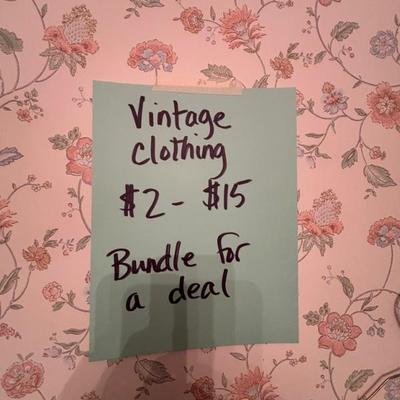 Vintage
clothing
$2 - $15
Bundle for
a deal